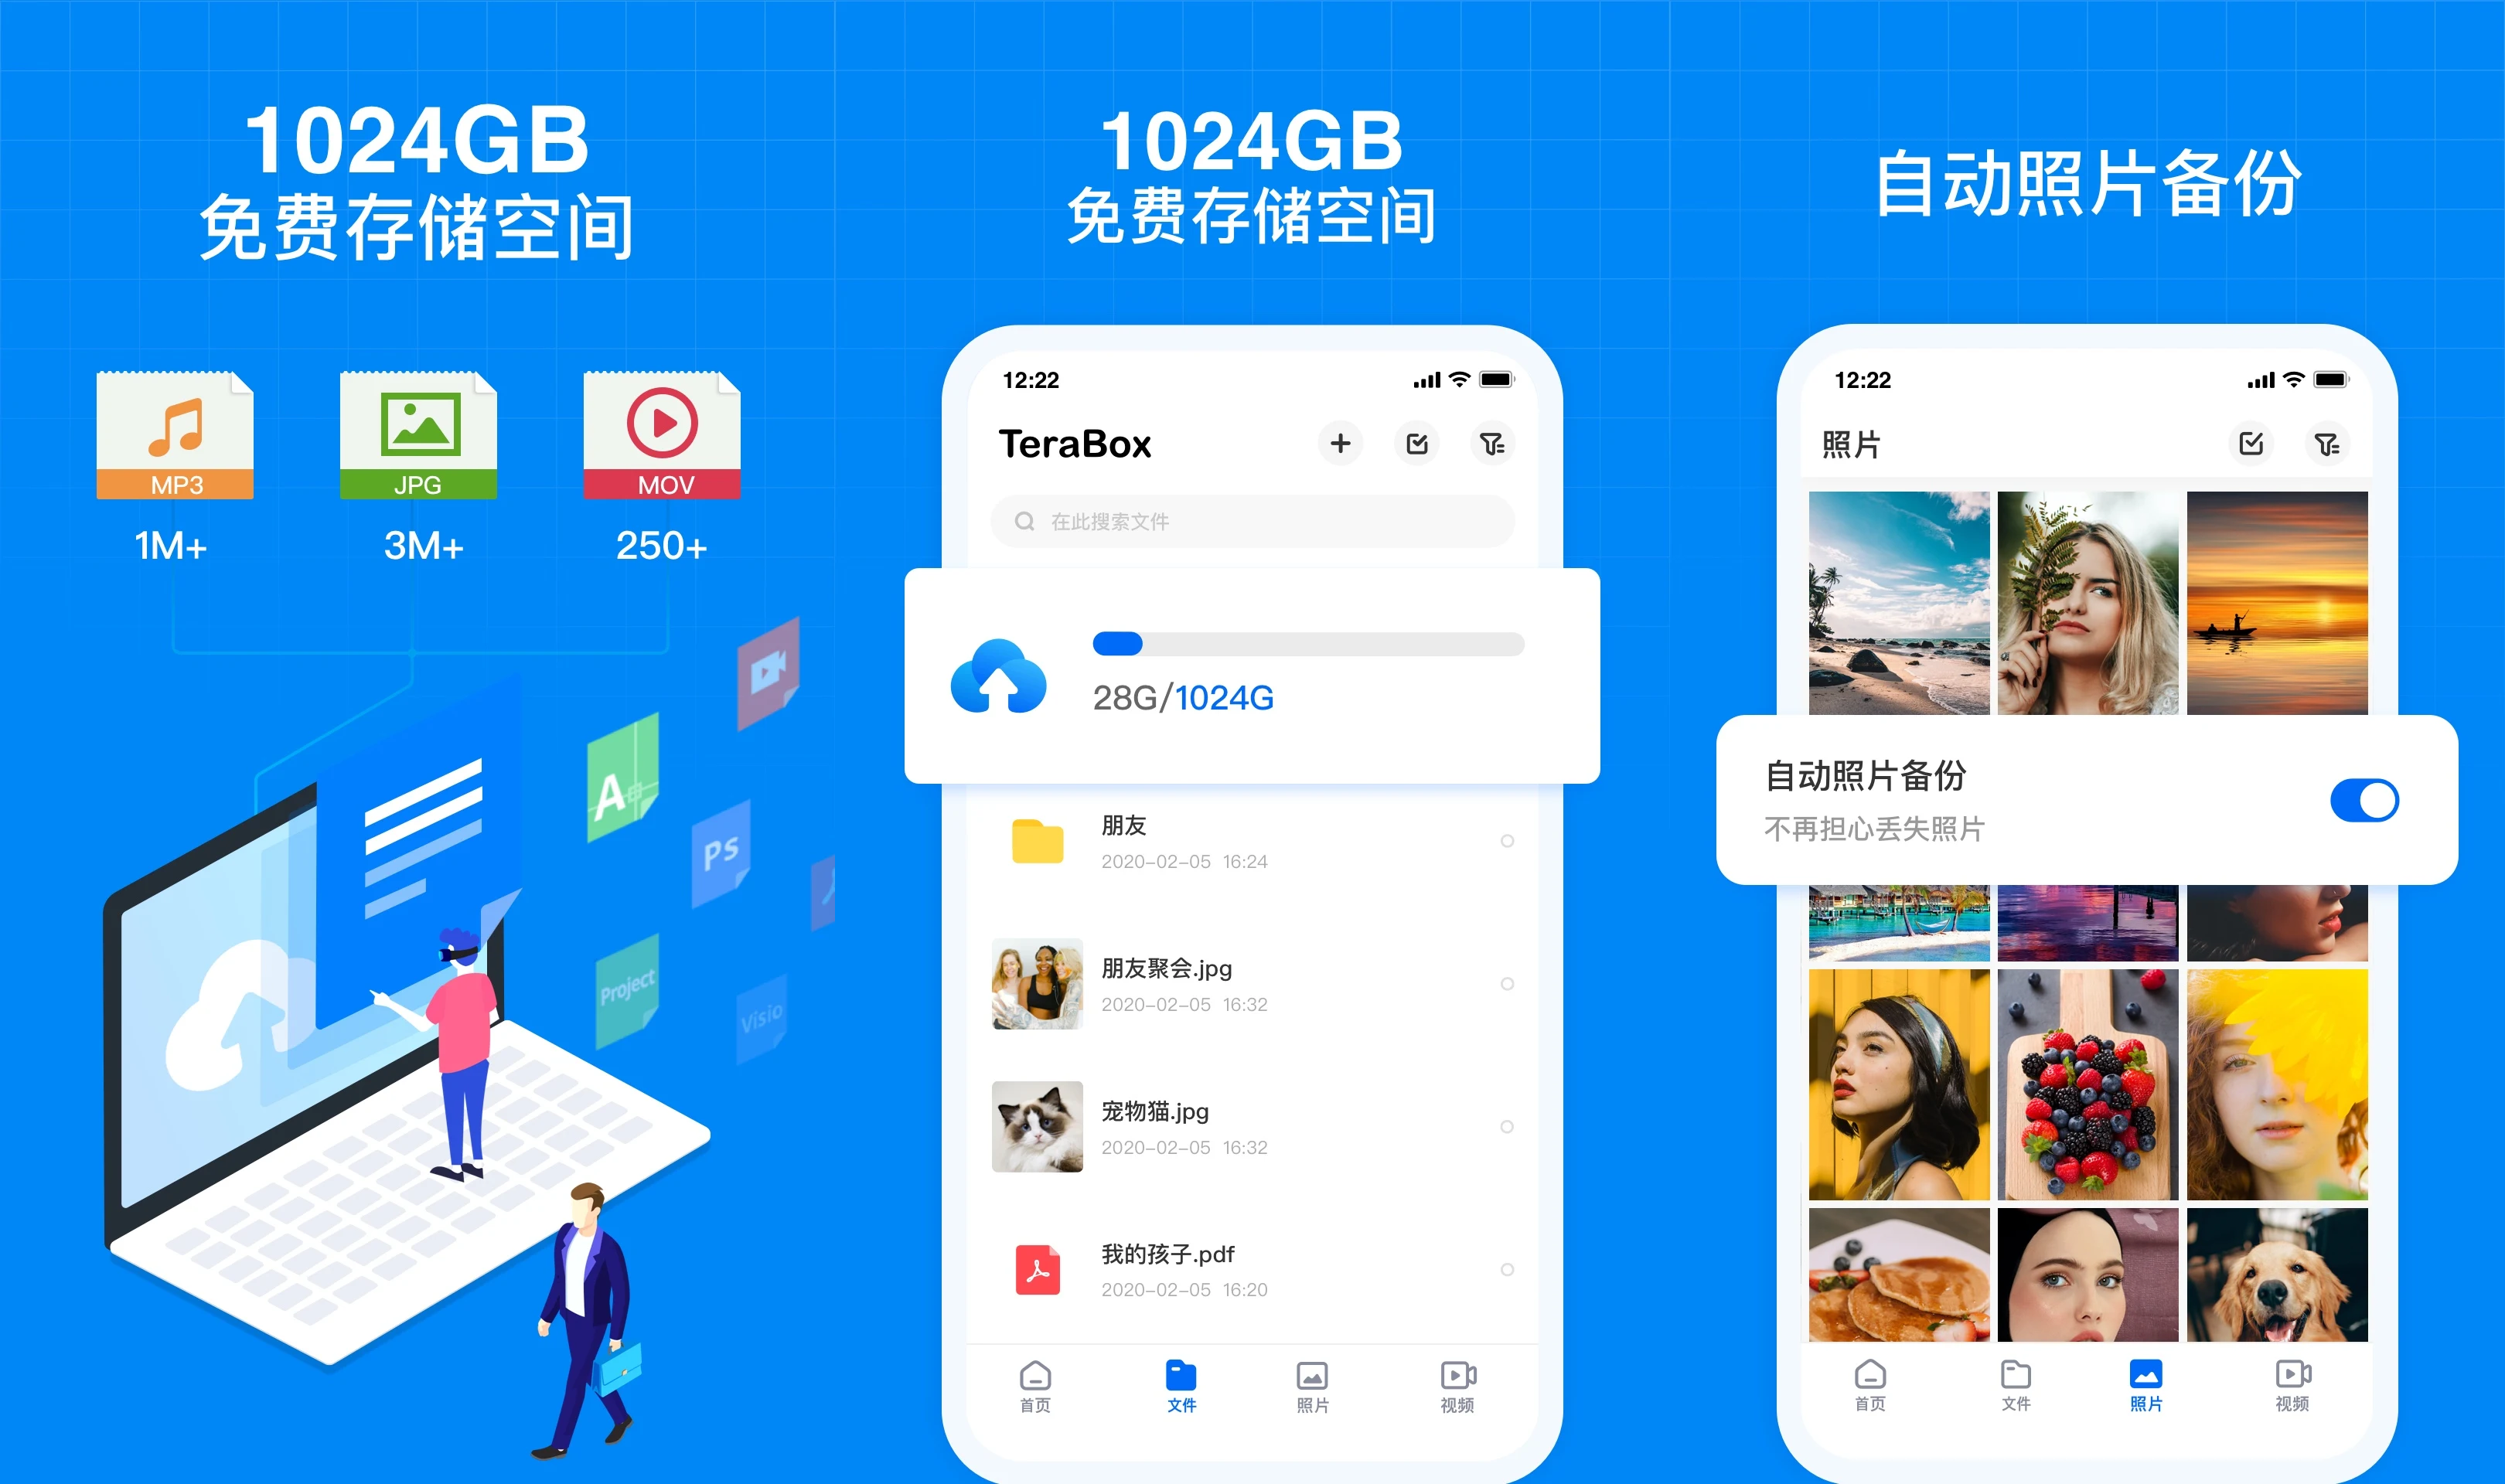 1024GB
免费存储空间
MP3
JPG
MOV
1M+
3M+
250+
A
Ps
Project
Visio
1024GB
免费存储空间
12:22
TeraBox
在此搜索文件
28G/1024G
朋友
2020-02-05 16:24
朋友聚会.jpg
2020-02-05 16:32
宠物猫.jpg
2020-02-05 16:32
我的孩子.pdf
2020-02-05 16:20
首页
文件
照片
视频
自动照片备份
12:22
照片
自动照片备份
不再担心丢失照片
首页
文件
照片
视频